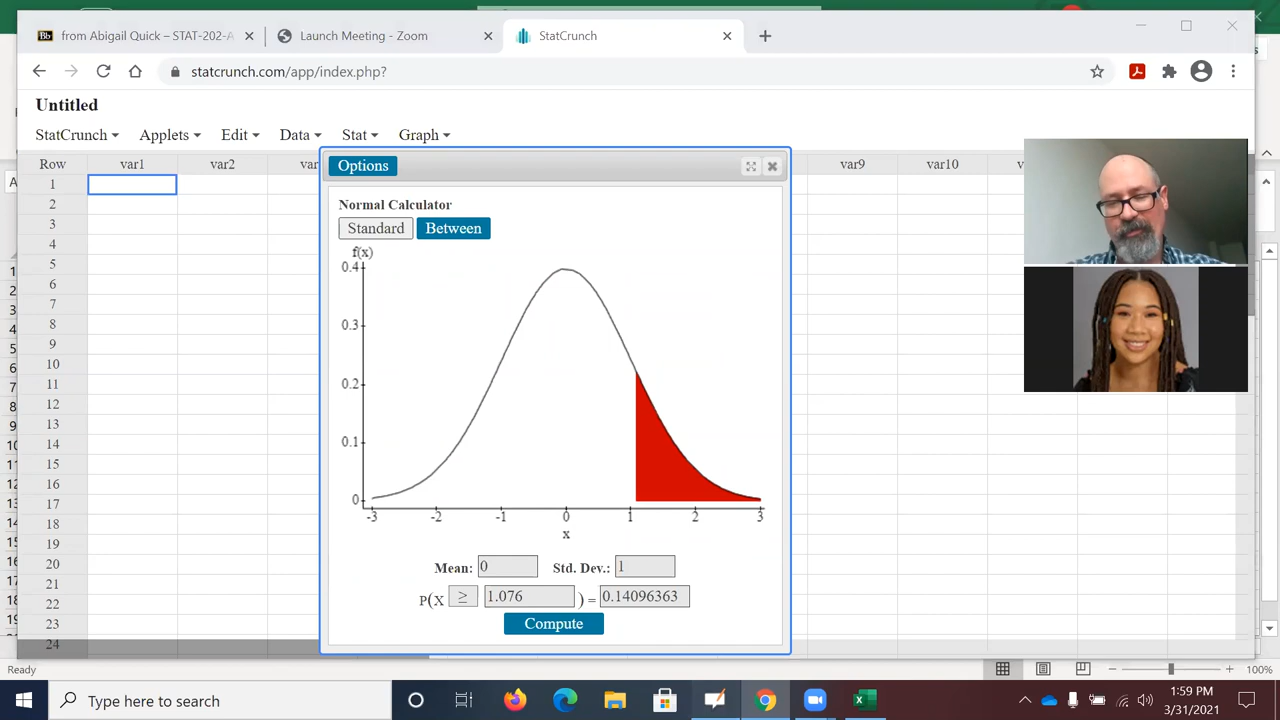 from Abigail Quick – STAT-202-A
Launch Meeting - Zoom
StatCrunch
statcrunch.com/app/index.php?
Untitled
StatCrunch Applets Edit Data Stat Graph
Row var1 var2 var9 var10
1
2
3
4
5
6
7
8
9
10
11
12
13
14
15
16
17
18
19
20
21
22
23
24
Options
Normal Calculator
Standard Between
f(x)
0.4
0.3
0.2
0.1
0
-3 -2 -1 0 1 2 3
x
Mean: 0 Std. Dev.: 1
P(X ≥ 1.076 ) = 0.14096363
Compute
Ready
100%
Type here to search
1:59 PM
3/31/2021